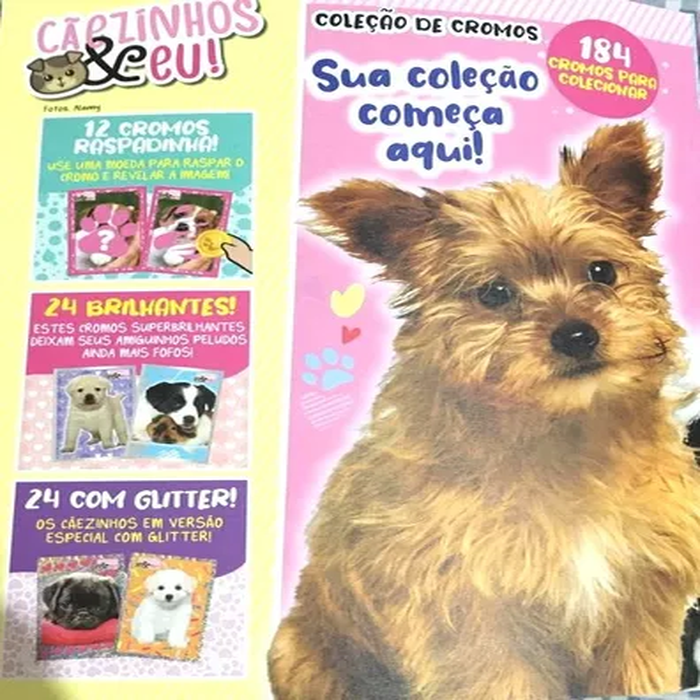 CÃEZINHOS
& EU!
Fotos: Alamy
12 CROMOS
RASPADINHA!
USE UMA MOEDA PARA RASPAR O
CROMO E REVELAR A IMAGEM!
?
24 BRILHANTES!
ESTES CROMOS SUPERBRILHANTES
DEIXAM SEUS AMIGUINHOS PELUDOS
AINDA MAIS FOFOS!
24 COM GLITTER!
OS CÃEZINHOS EM VERSÃO
ESPECIAL COM GLITTER!
COLEÇÃO DE CROMOS
184
CROMOS PARA
COLECIONAR
Sua coleção
começa
aqui!